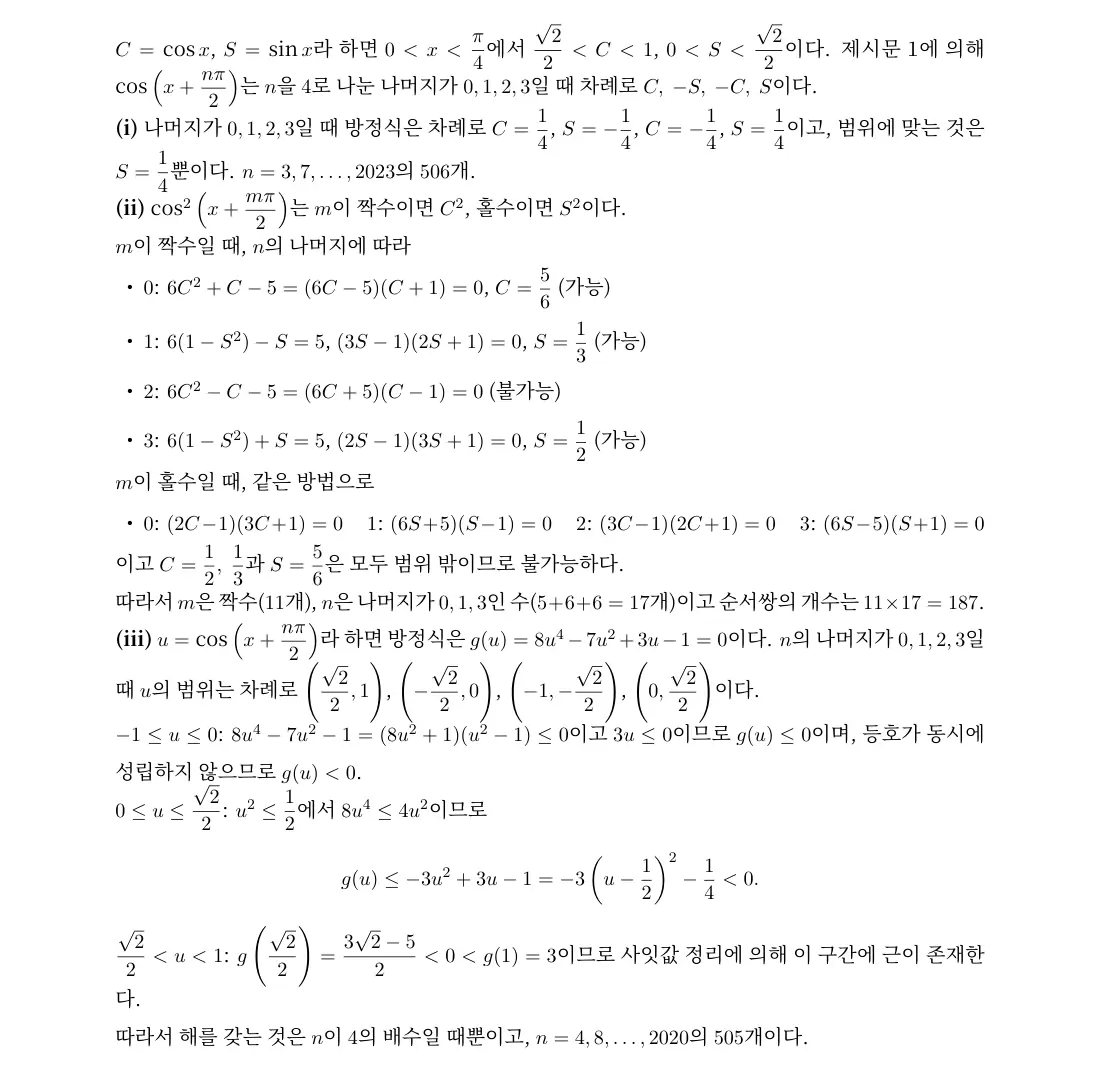 C = cos x, S = sin x라 하면 0 < x < π/4에서 √2/2 < C < 1, 0 < S < √2/2이다. 제시문 1에 의해
cos(x + nπ/2)는 n을 4로 나눈 나머지가 0, 1, 2, 3일 때 차례로 C, −S, −C, S이다.
(i) 나머지가 0, 1, 2, 3일 때 방정식은 차례로 C = 1/4, S = −1/4, C = −1/4, S = 1/4이고, 범위에 맞는 것은
S = 1/4뿐이다. n = 3, 7, . . . , 2023의 506개.
(ii) cos²(x + mπ/2)는 m이 짝수이면 C², 홀수이면 S²이다.
m이 짝수일 때, n의 나머지에 따라
• 0: 6C² + C − 5 = (6C − 5)(C + 1) = 0, C = 5/6 (가능)
• 1: 6(1 − S²) − S = 5, (3S − 1)(2S + 1) = 0, S = 1/3 (가능)
• 2: 6C² − C − 5 = (6C + 5)(C − 1) = 0 (불가능)
• 3: 6(1 − S²) + S = 5, (2S − 1)(3S + 1) = 0, S = 1/2 (가능)
m이 홀수일 때, 같은 방법으로
• 0: (2C−1)(3C+1) = 0 1: (6S+5)(S−1) = 0 2: (3C−1)(2C+1) = 0 3: (6S−5)(S+1) = 0
이고 C = 1/2, 1/3과 S = 5/6은 모두 범위 밖이므로 불가능하다.
따라서 m은 짝수(11개), n은 나머지가 0, 1, 3인 수(5+6+6 = 17개)이고 순서쌍의 개수는 11×17 = 187.
(iii) u = cos(x + nπ/2)라 하면 방정식은 g(u) = 8u⁴ − 7u² + 3u − 1 = 0이다. n의 나머지가 0, 1, 2, 3일
때 u의 범위는 차례로 (√2/2, 1), (−√2/2, 0), (−1, −√2/2), (0, √2/2)이다.
−1 ≤ u ≤ 0: 8u⁴ − 7u² − 1 = (8u² + 1)(u² − 1) ≤ 0이고 3u ≤ 0이므로 g(u) ≤ 0이며, 등호가 동시에
성립하지 않으므로 g(u) < 0.
0 ≤ u ≤ √2/2: u² ≤ 1/2에서 8u⁴ ≤ 4u²이므로
g(u) ≤ −3u² + 3u − 1 = −3(u − 1/2)² − 1/4 < 0.
√2/2 < u < 1: g(√2/2) = (3√2 − 5)/2 < 0 < g(1) = 3이므로 사잇값 정리에 의해 이 구간에 근이 존재한
다.
따라서 해를 갖는 것은 n이 4의 배수일 때뿐이고, n = 4, 8, . . . , 2020의 505개이다.